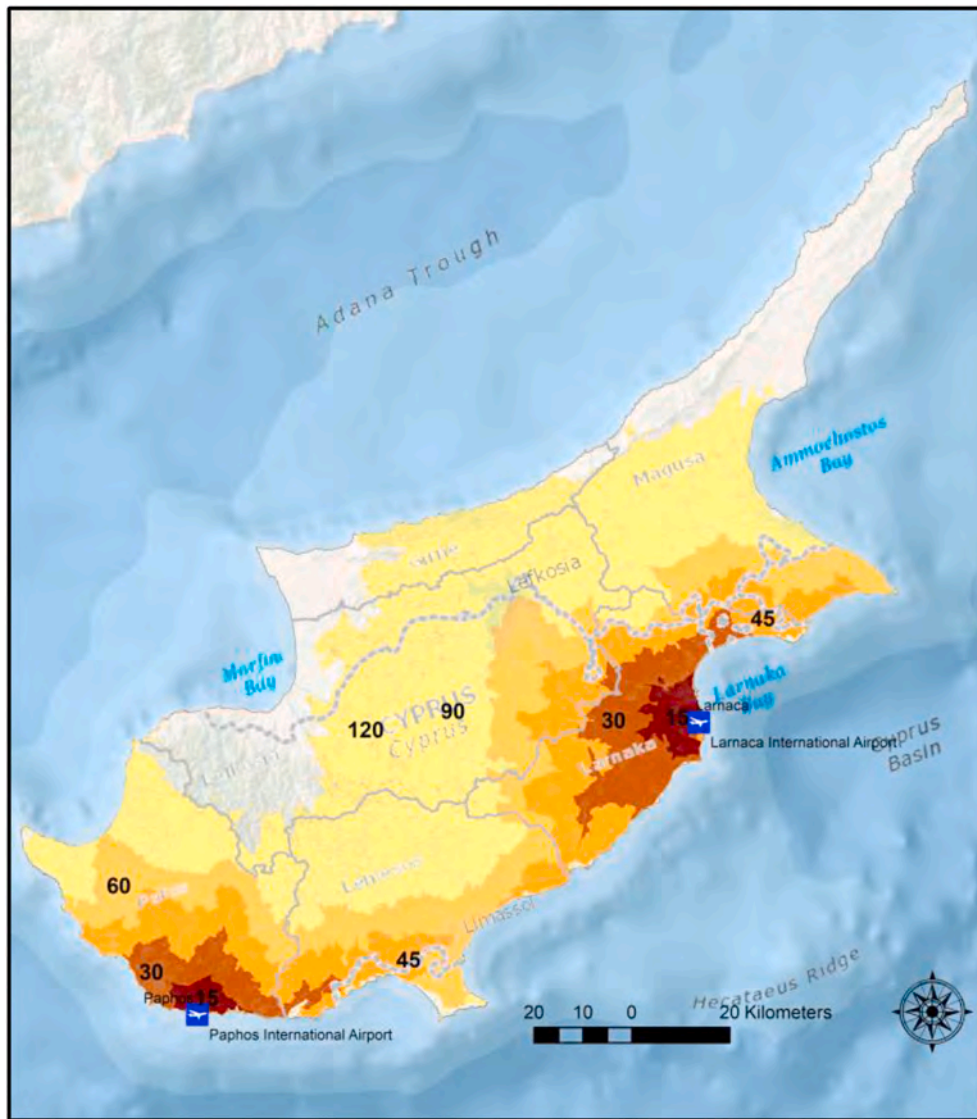 Adana Trough
Ammochostos
Bay
Magusa
Girne
Lefkosia
Morfou
Bay
45
Larnaka
Bay
Larnaca
15
30
90
120
CYPRUS
Cyprus
Larnaka
Larnaca International Airport
Cyprus
Basin
60
Pafos
Limassol
45
30
15
Paphos
Paphos International Airport
Hecataeus Ridge
20 10 0 20 Kilometers